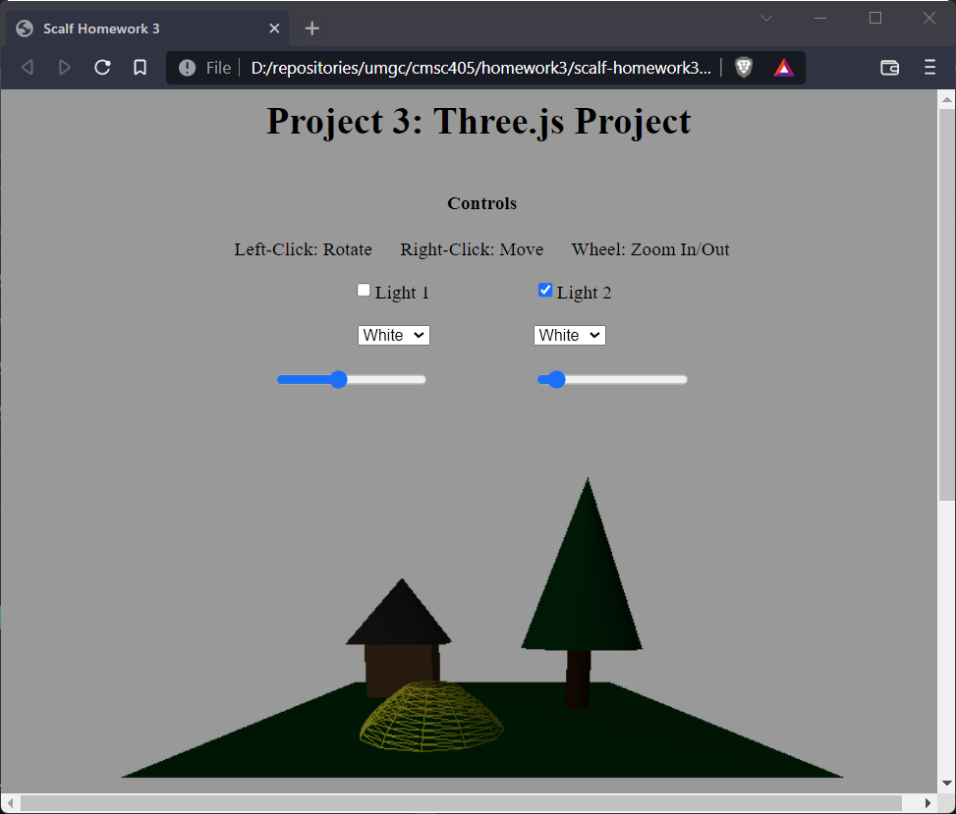 Scalf Homework 3
File D:/repositories/umgc/cmsc405/homework3/scalf-homework3...
Project 3: Three.js Project
Controls
Left-Click: Rotate Right-Click: Move Wheel: Zoom In/Out
Light 1 Light 2
White White